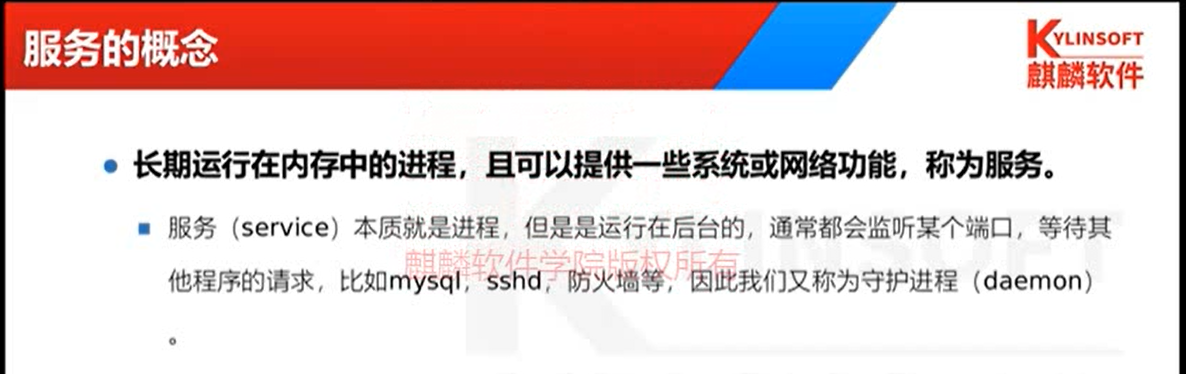 服务的概念
KYLINSOFT
麒麟软件
长期运行在内存中的进程，且可以提供一些系统或网络功能，称为服务。
服务（service）本质就是进程，但是是运行在后台的，通常都会监听某个端口，等待其
麒麟软件学院版权所有
他程序的请求，比如mysql，sshd，防火墙等，因此我们又称为守护进程（daemon）
。